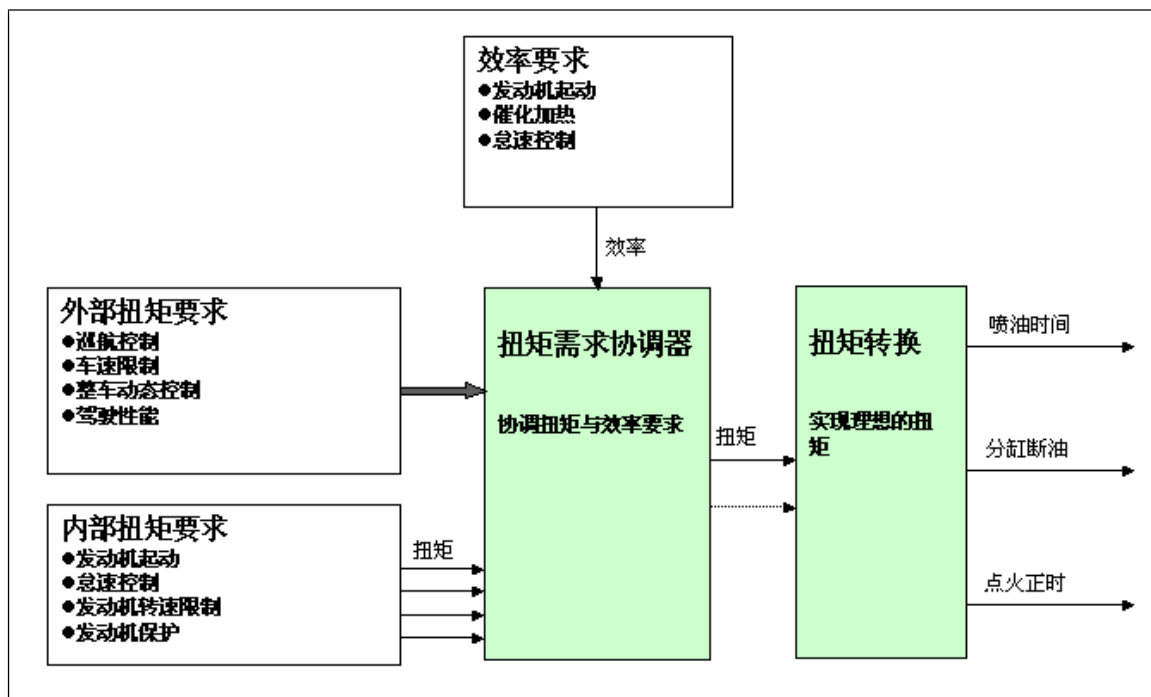 效率要求
●发动机起动
●催化加热
●怠速控制
效率
外部扭矩要求
●巡航控制
●车速限制
●整车动态控制
●驾驶性能
内部扭矩要求
●发动机起动
●怠速控制
●发动机转速限制
●发动机保护
扭矩
扭矩需求协调器
协调扭矩与效率要求
扭矩
扭矩转换
实现理想的扭
矩
喷油时间
分缸断油
点火正时